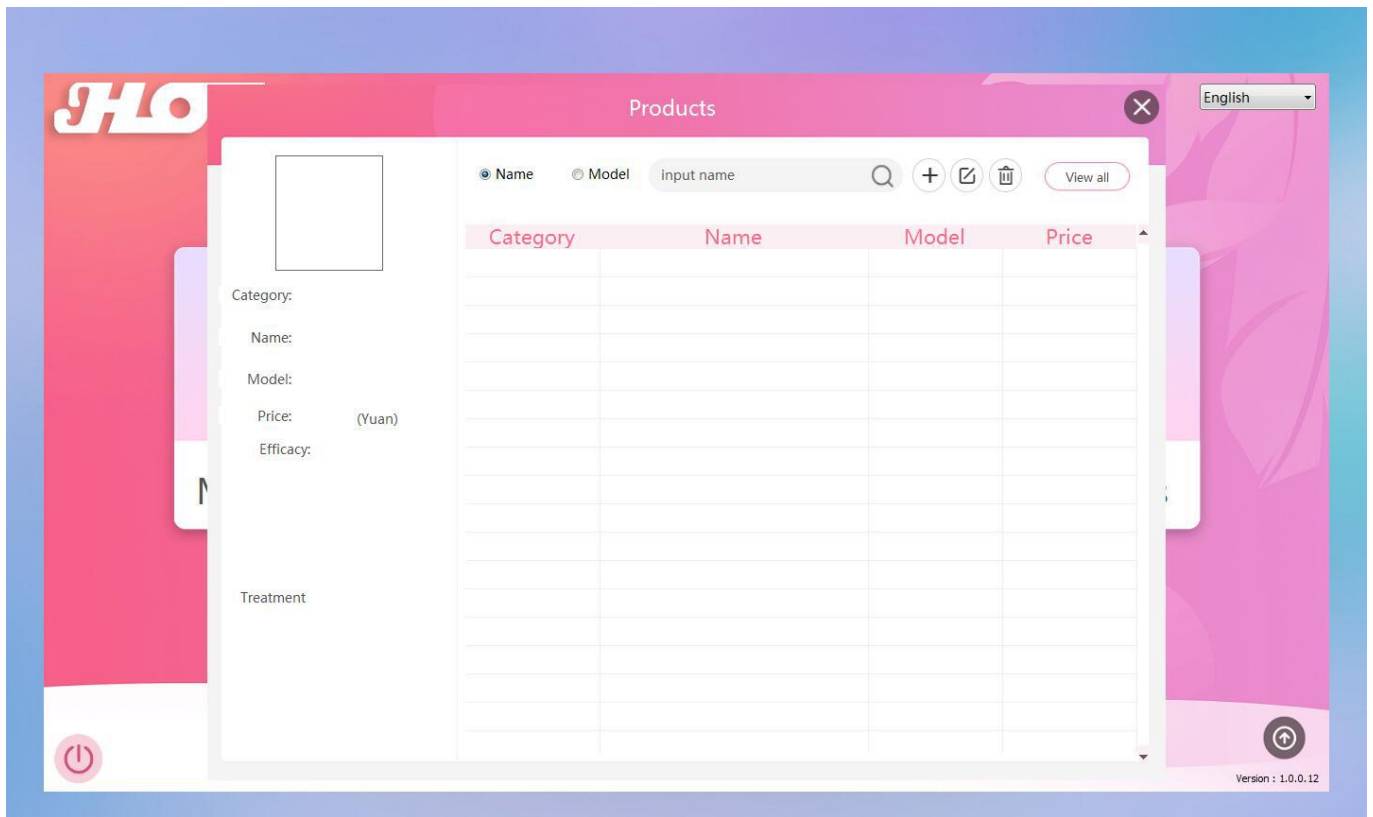 Products
English
Name
Model
input name
View all
Category
Name
Model
Price
Category:
Name:
Model:
Price:
(Yuan)
Efficacy:
Treatment
Version : 1.0.0.12